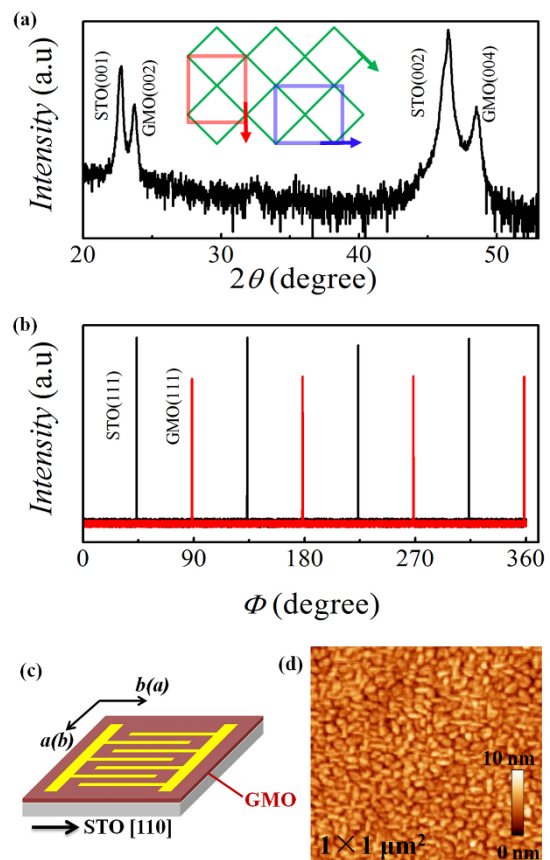 (a)
Intensity (a.u)
STO(001)
GMO(002)
STO(002)
GMO(004)
20 30 40 50
2θ (degree)
(b)
Intensity (a.u)
STO(111)
GMO(111)
0 90 180 270 360
Φ (degree)
(c)
b(a)
a(b)
GMO
STO [110]
(d)
10 nm
0 nm
1×1 μm²